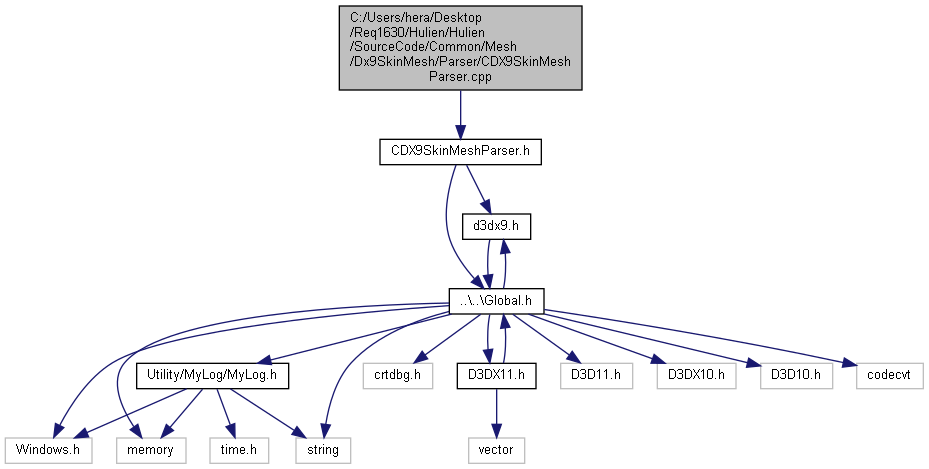 C:/Users/hera/Desktop
/Req1630/Hulien/Hulien
/SourceCode/Common/Mesh
/Dx9SkinMesh/Parser/CDX9SkinMesh
Parser.cpp
CDX9SkinMeshParser.h
d3dx9.h
..\..\Global.h
Utility/MyLog/MyLog.h
crtdbg.h
D3DX11.h
D3D11.h
D3DX10.h
D3D10.h
codecvt
Windows.h
memory
time.h
string
vector